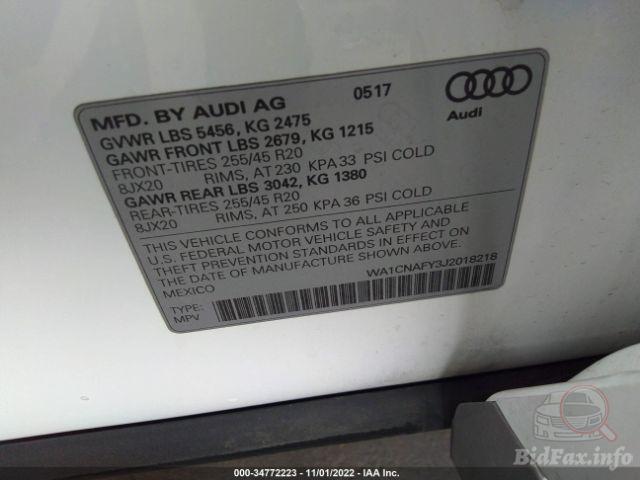 MFD. BY AUDI AG 0517
GVWR LBS 5456, KG 2475
GAWR FRONT LBS 2679, KG 1215
FRONT-TIRES 255/45 R20
8JX20 RIMS, AT 230 KPA 33 PSI COLD
GAWR REAR LBS 3042, KG 1380
REAR-TIRES 255/45 R20
8JX20 RIMS, AT 250 KPA 36 PSI COLD
THIS VEHICLE CONFORMS TO ALL APPLICABLE
U.S. FEDERAL MOTOR VEHICLE SAFETY AND
THEFT PREVENTION STANDARDS IN EFFECT ON
THE DATE OF MANUFACTURE SHOWN ABOVE.
MEXICO
WA1CNAFY3J2018218
TYPE:
MPV
Audi
000-34772223 - 11/01/2022 - IAA Inc.
BidFax.info